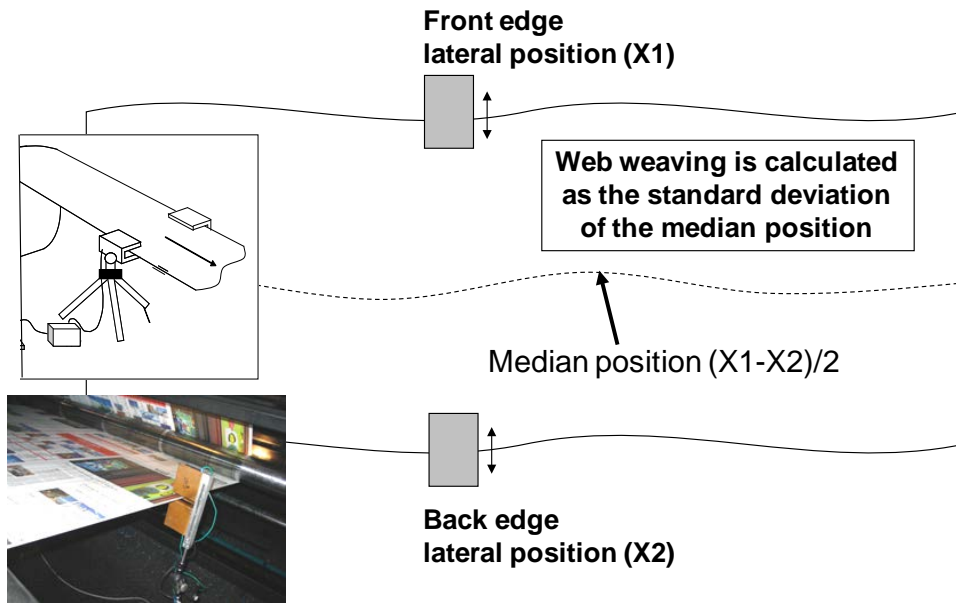 Front edge
lateral position (X1)
Web weaving is calculated
as the standard deviation
of the median position
Median position (X1-X2)/2
Back edge
lateral position (X2)